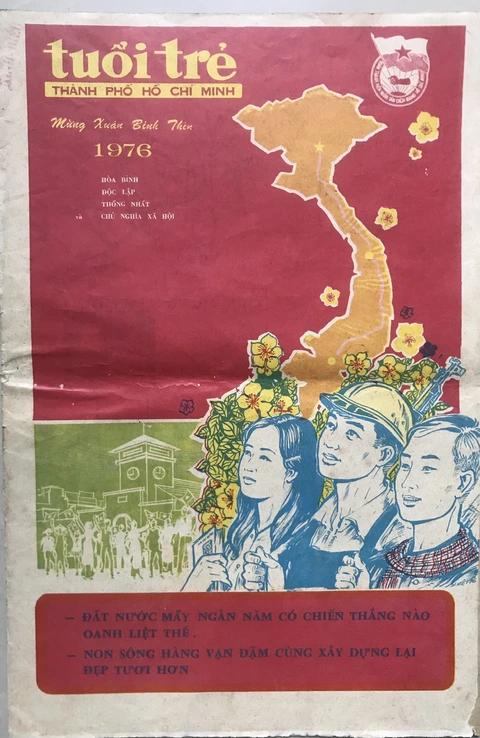 tuổi trẻ
THÀNH PHỐ HỒ CHÍ MINH
Mừng Xuân Bính Thìn
1976
HÒA BÌNH
ĐỘC LẬP
THỐNG NHẤT
và CHỦ NGHĨA XÃ HỘI
— ĐẤT NƯỚC MẤY NGÀN NĂM CÓ CHIẾN THẮNG NÀO
OANH LIỆT THẾ.
— NON SÔNG HÀNG VẠN DẶM CÙNG XÂY DỰNG LẠI
ĐẸP TƯƠI HƠN